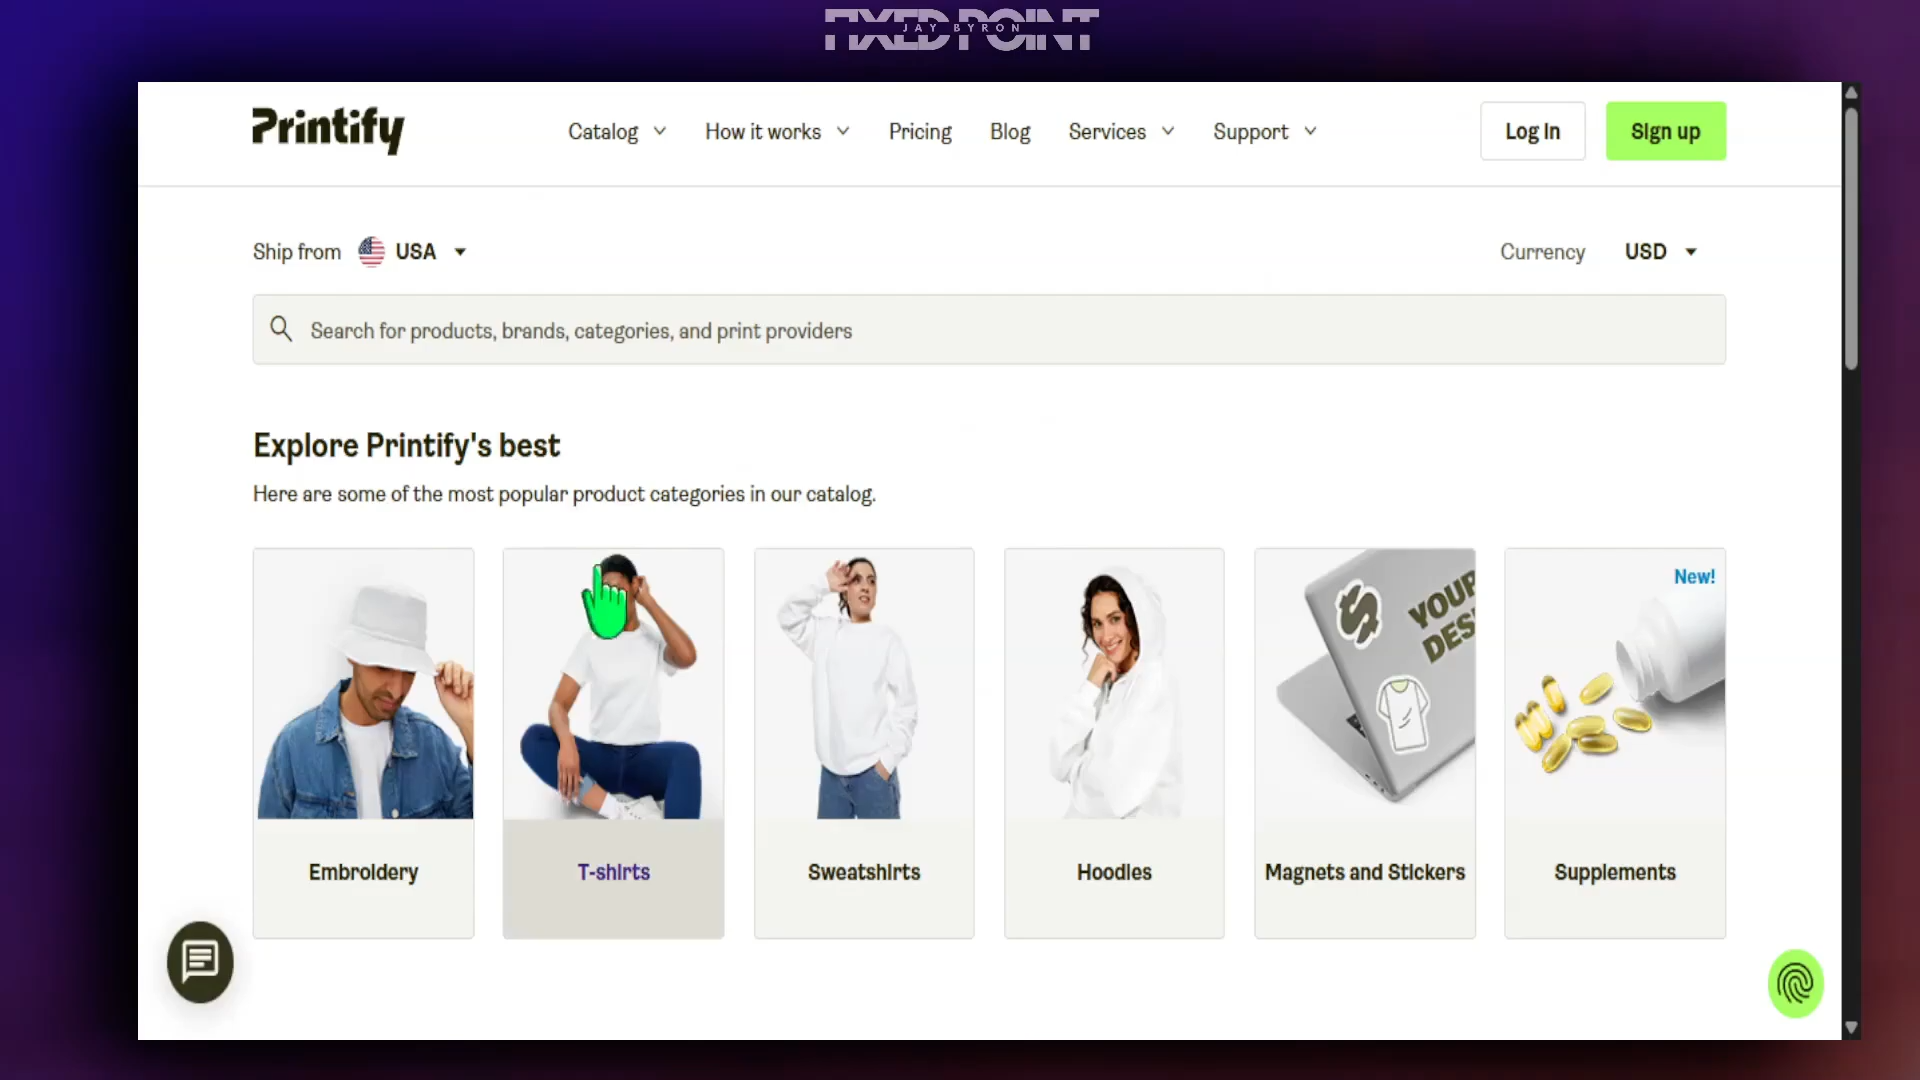 FIXED POINT
JAY BYRON
Printify
Catalog
How it works
Pricing
Blog
Services
Support
Log in
Sign up
Ship from USA
Currency USD
Search for products, brands, categories, and print providers
Explore Printify's best
Here are some of the most popular product categories in our catalog.
YOUR
DES
New!
Embroidery
T-shirts
Sweatshirts
Hoodies
Magnets and Stickers
Supplements